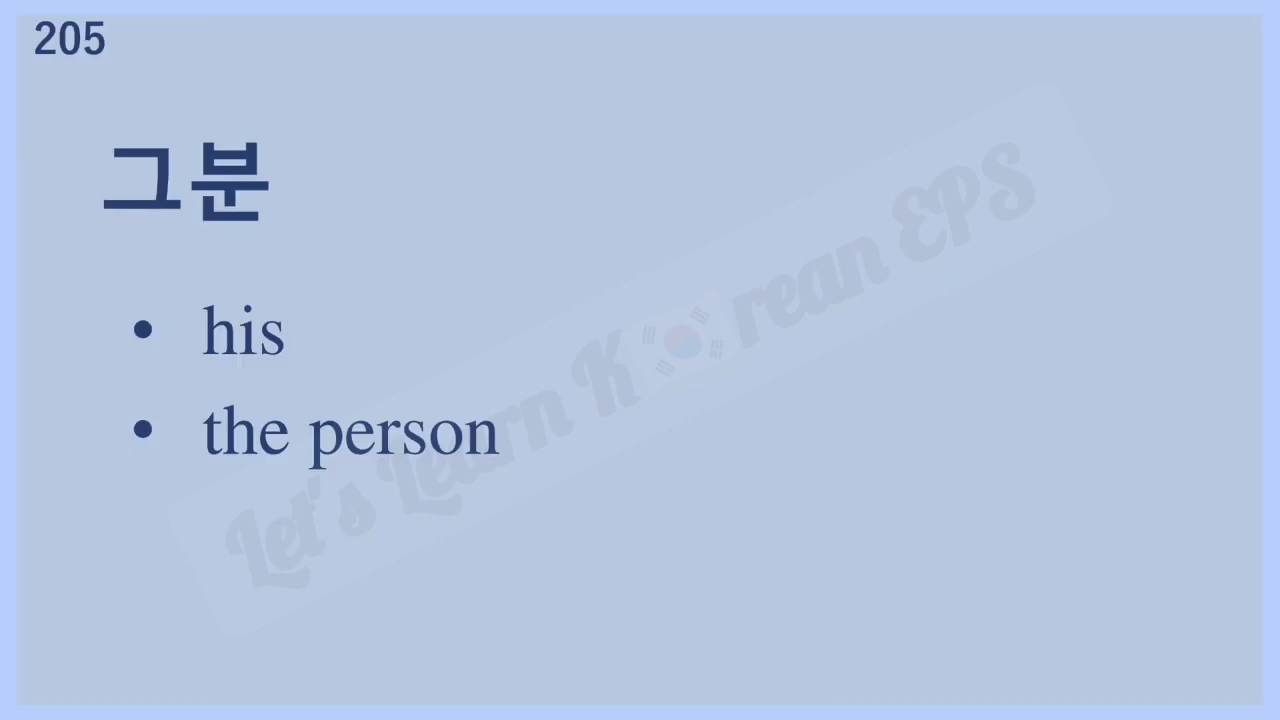 205
그분
• his
• the person
Let's Learn Korean EPS